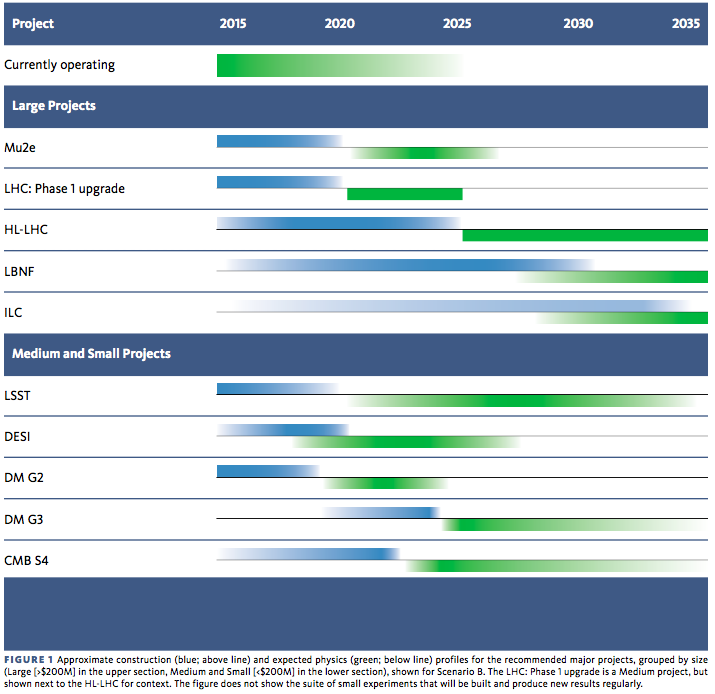 Project 2015 2020 2025 2030 2035
Currently operating
Large Projects
Mu2e
LHC: Phase 1 upgrade
HL-LHC
LBNF
ILC
Medium and Small Projects
LSST
DESI
DM G2
DM G3
CMB S4
FIGURE 1 Approximate construction (blue; above line) and expected physics (green; below line) profiles for the recommended major projects, grouped by size
(Large [>$200M] in the upper section, Medium and Small [<$200M] in the lower section), shown for Scenario B. The LHC: Phase 1 upgrade is a Medium project, but
shown next to the HL-LHC for context. The figure does not show the suite of small experiments that will be built and produce new results regularly.